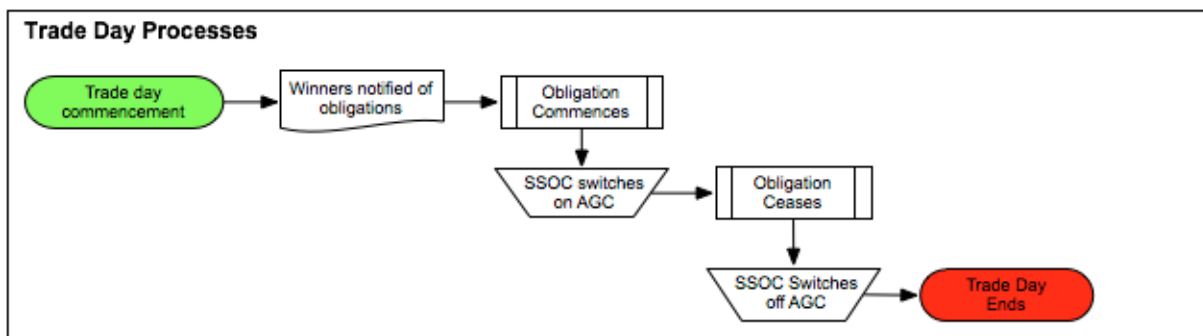 Trade Day Processes
Trade day
commencement
Winners notified of
obligations
Obligation
Commences
SSOC switches
on AGC
Obligation
Ceases
SSOC Switches
off AGC
Trade Day
Ends